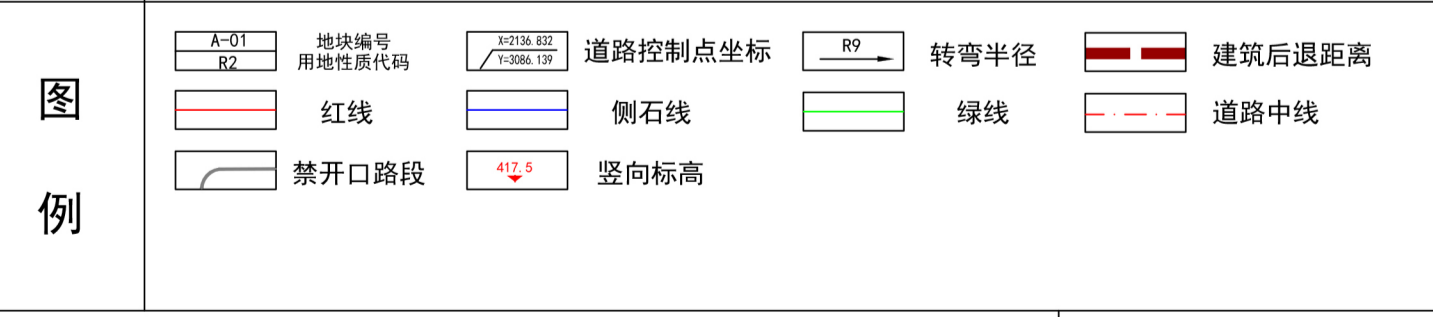 图例
A-01
R2
地块编号
用地性质代码
X=2136.832
Y=3086.139
道路控制点坐标
R9
转弯半径
建筑后退距离
红线
侧石线
绿线
道路中线
禁开口路段
417.5
竖向标高